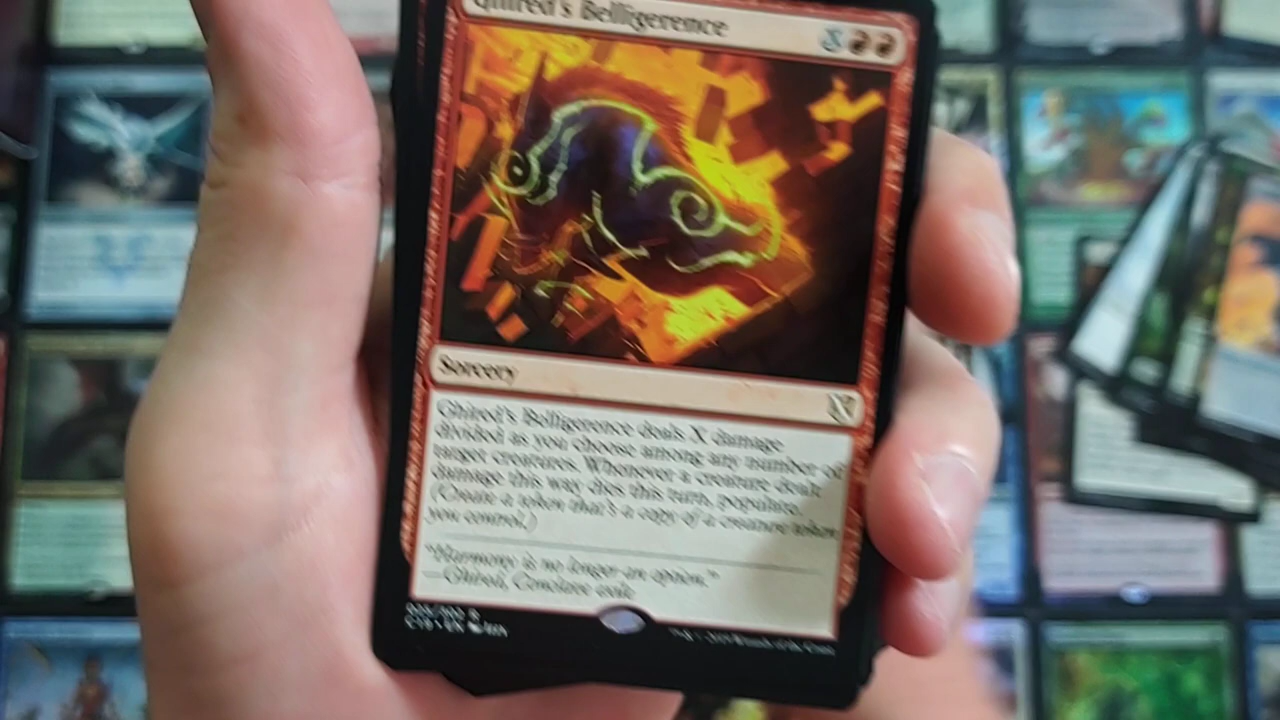 Ghired's Belligerence
X
Sorcery
Ghired's Belligerence deals X damage
divided as you choose among any number of
target creatures. Whenever a creature dealt
damage this way dies this turn, populate.
(Create a token that's a copy of a creature token
you control.)
"Harmony is no longer an option."
—Ghired, Conclave exile
C19 • EN